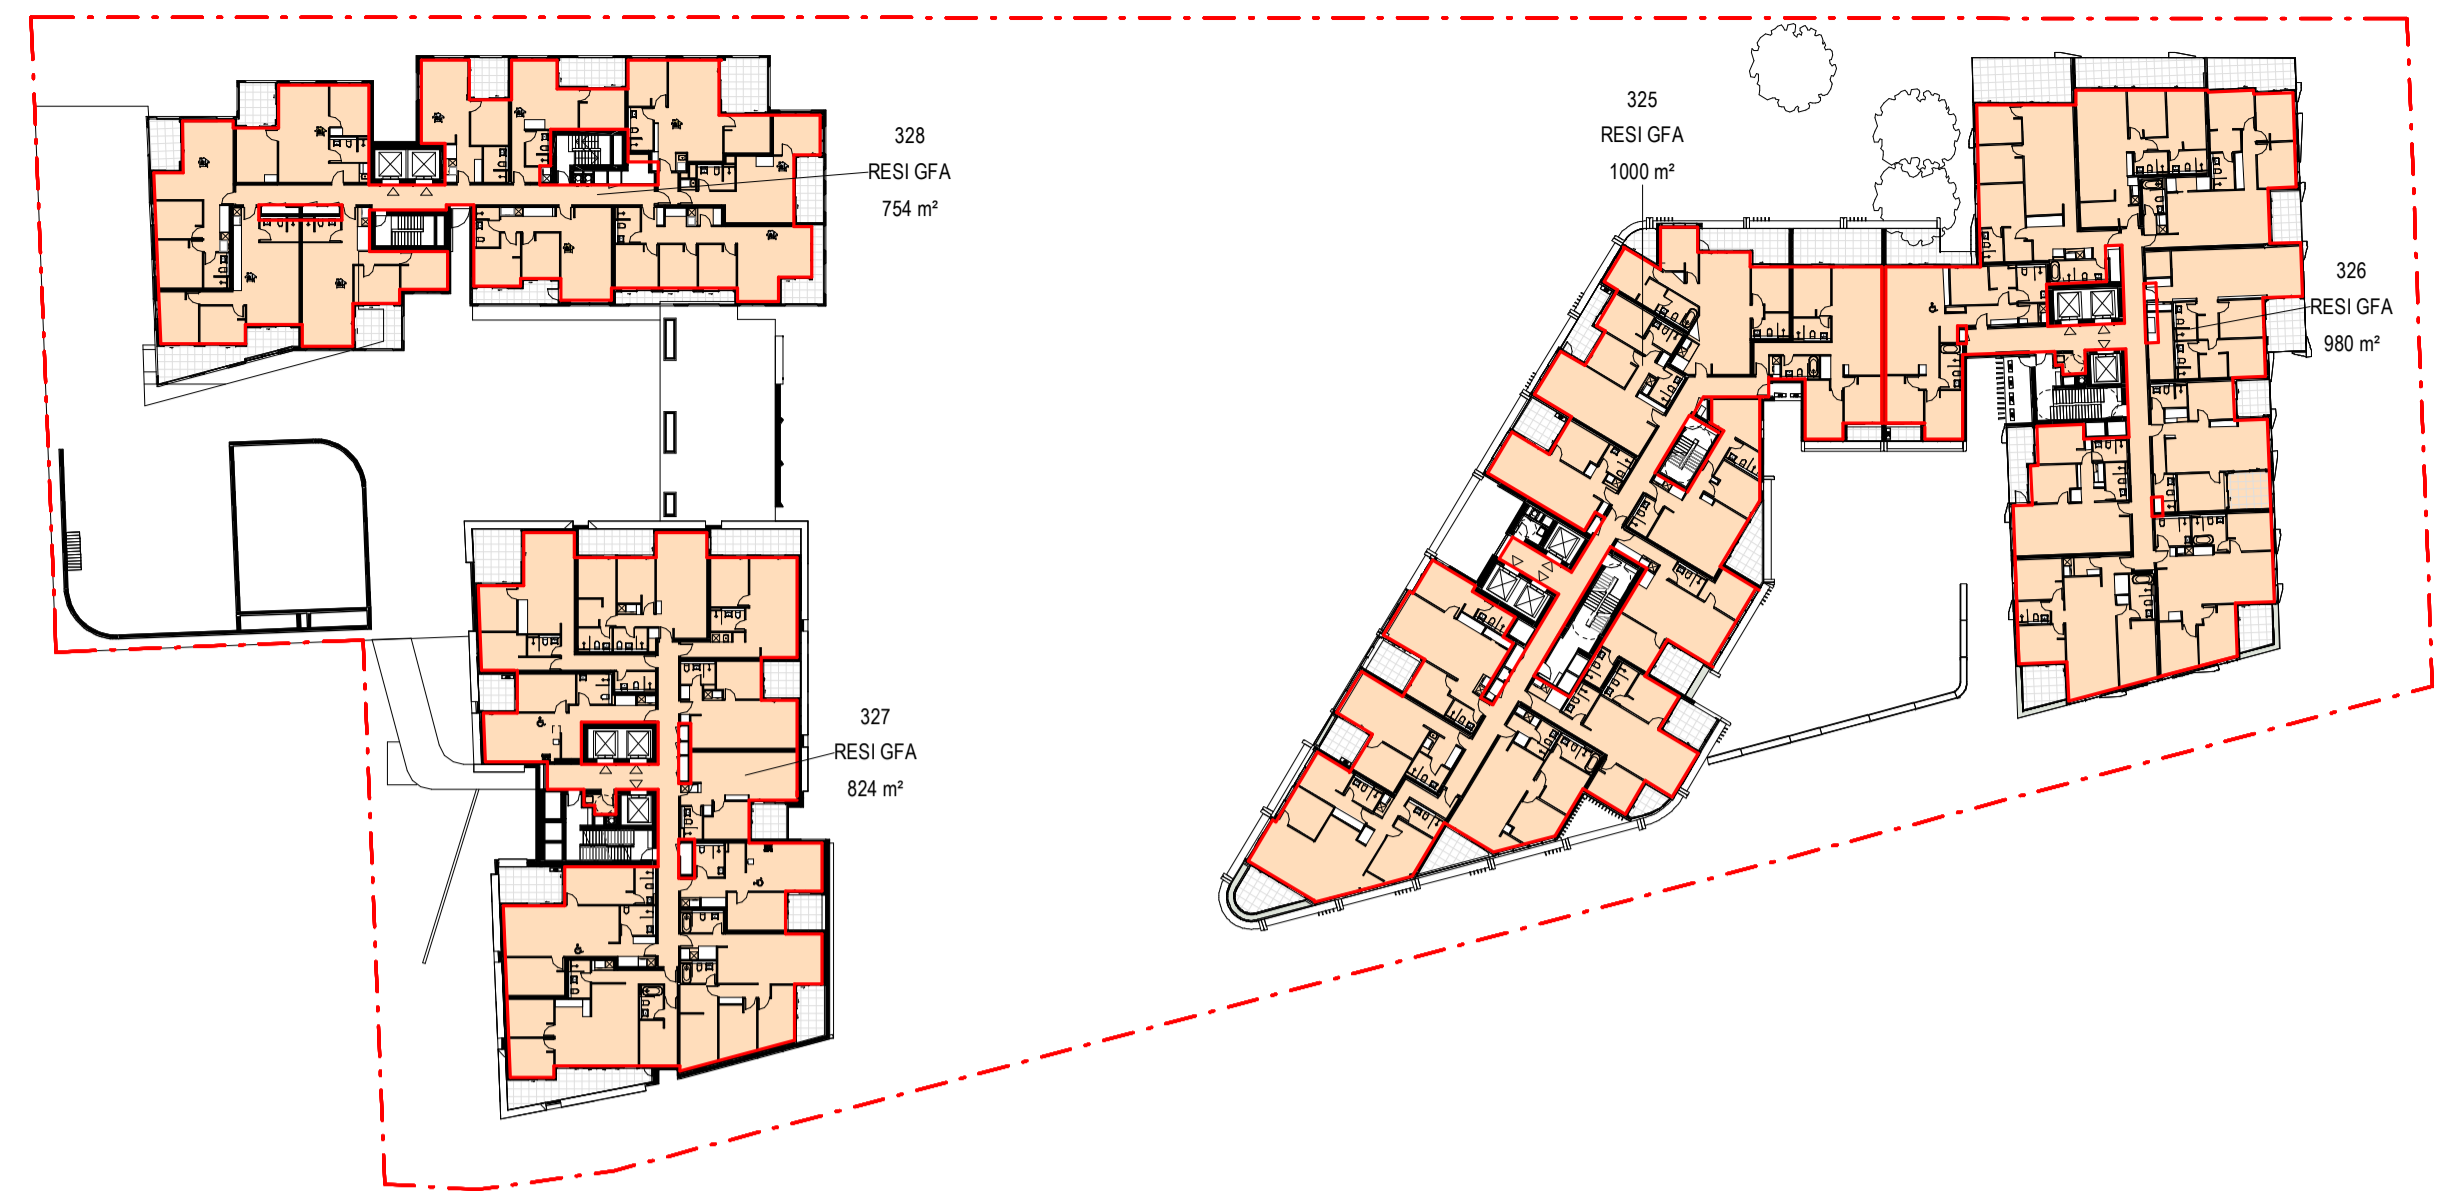 328
RESI GFA
754 m²
325
RESI GFA
1000 m²
326
RESI GFA
980 m²
327
RESI GFA
824 m²